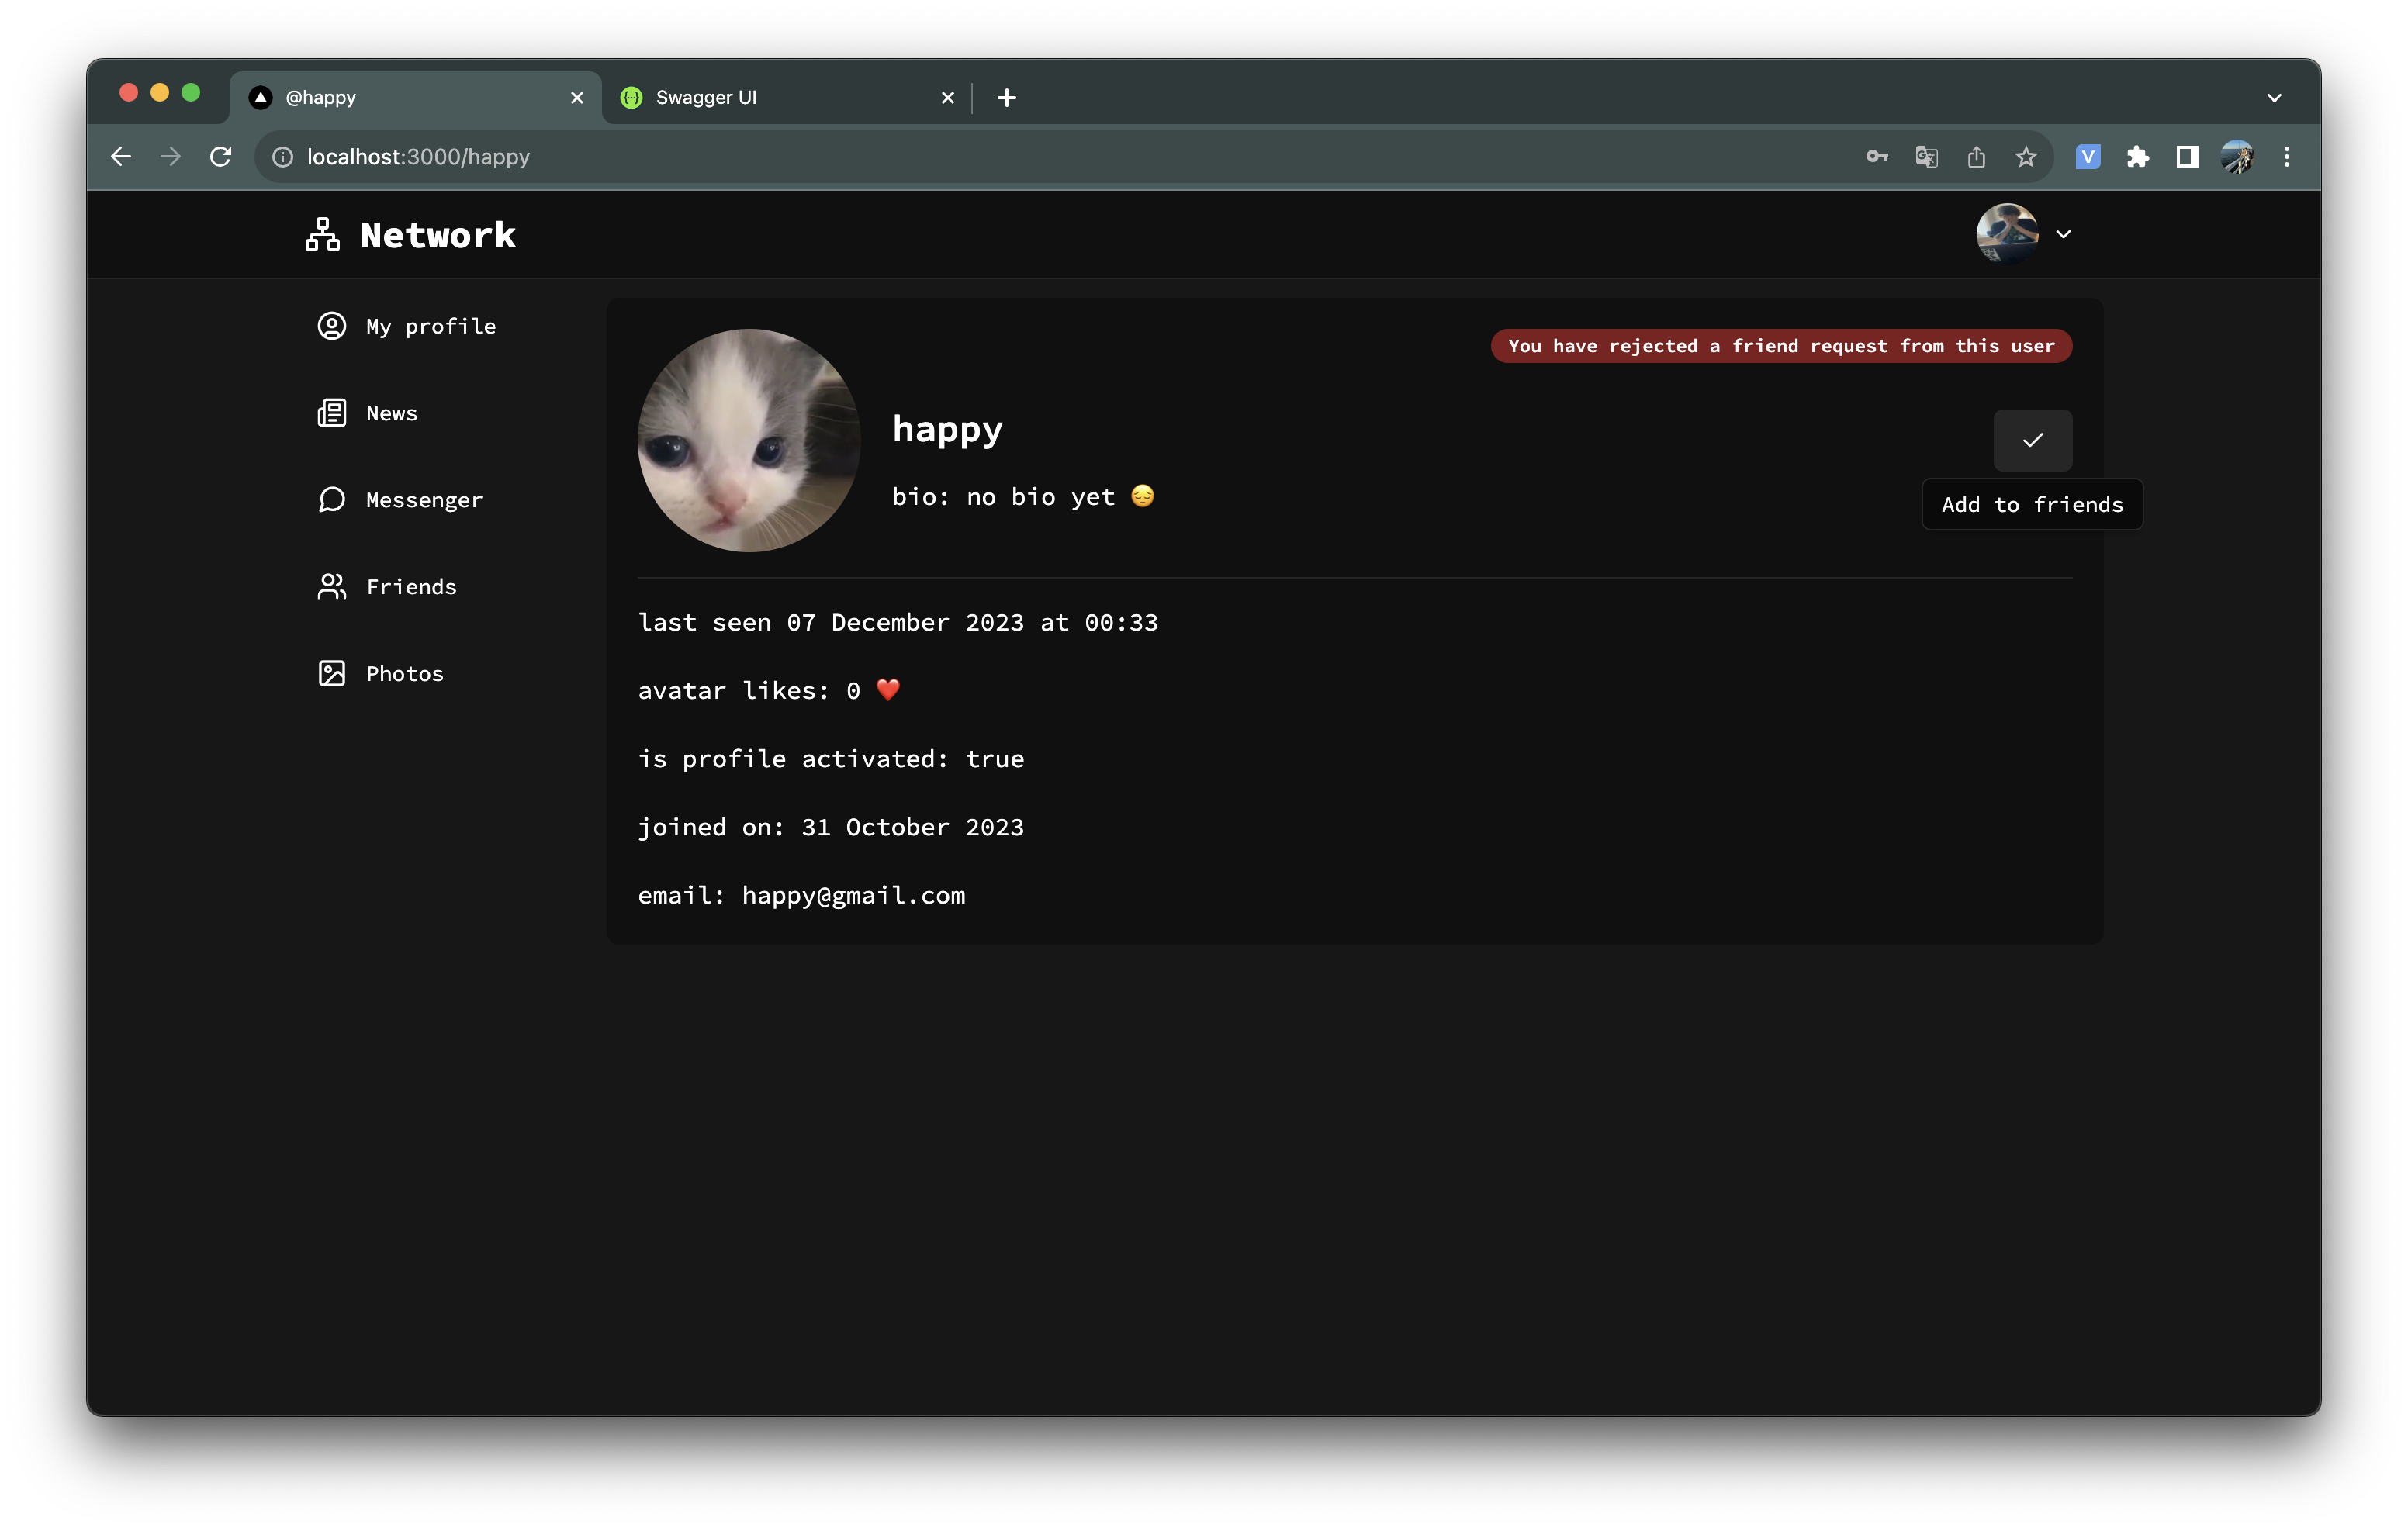 @happy
Swagger UI
localhost:3000/happy
V
Network
My profile
News
Messenger
Friends
Photos
You have rejected a friend request from this user
happy
bio: no bio yet 😔
Add to friends
last seen 07 December 2023 at 00:33
avatar likes: 0 ❤️
is profile activated: true
joined on: 31 October 2023
email: happy@gmail.com